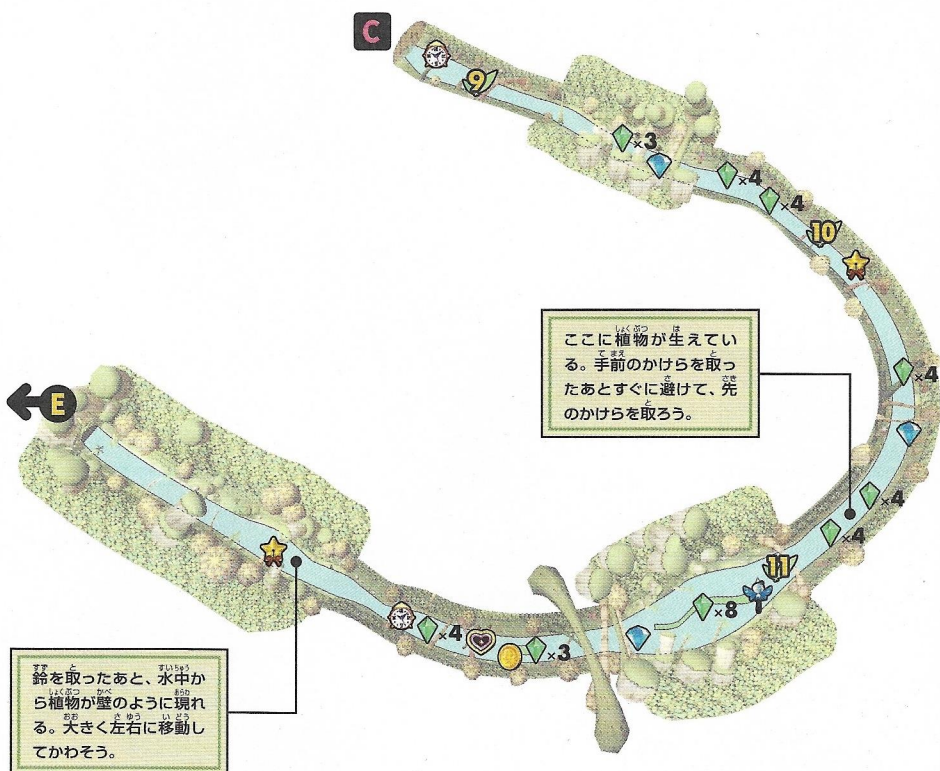 C
9
×3
×4
×4
10
ここに植物が生えてい
る。手前のかけらを取っ
たあとすぐに避けて、先
のかけらを取ろう。
×4
E
×4
×4
11
×8
×4
×3
鈴を取ったあと、水中か
ら植物が壁のように現れ
る。大きく左右に移動し
てかわそう。